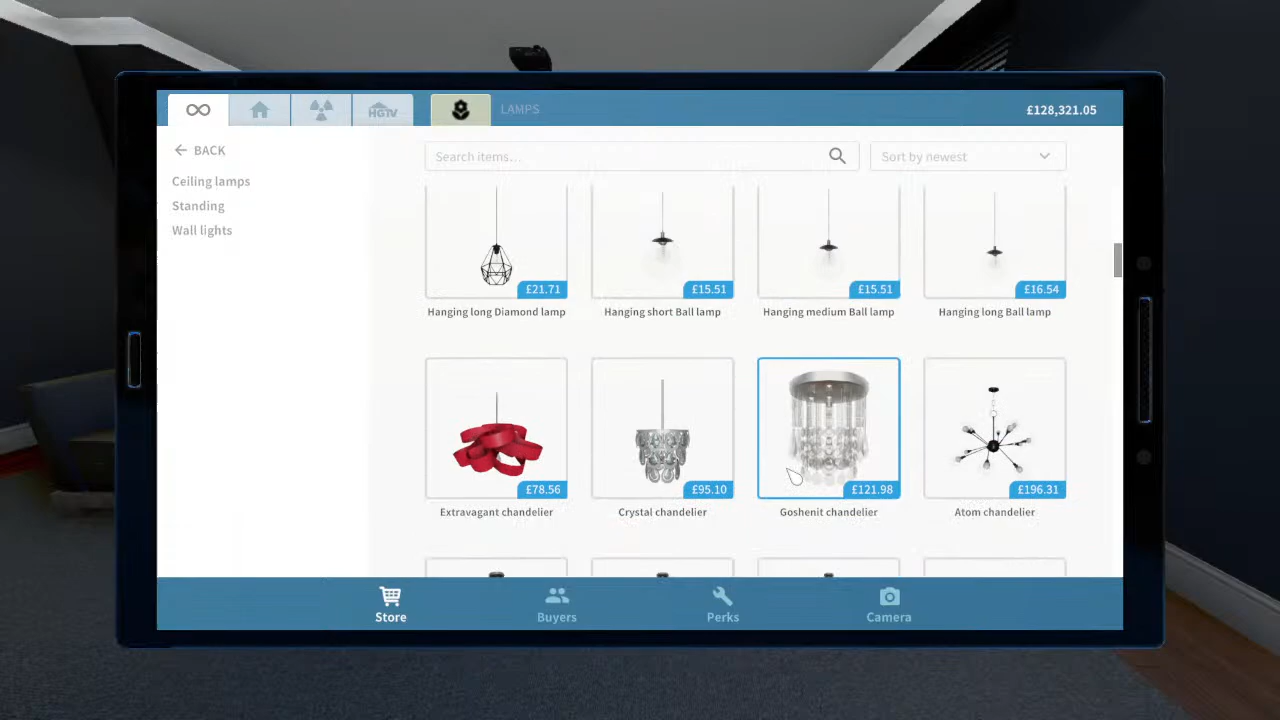 HGTV
LAMPS
£128,321.05
BACK
Search items...
Sort by newest
Ceiling lamps
Standing
Wall lights
£21.71
£15.51
£15.51
£16.54
Hanging long Diamond lamp
Hanging short Ball lamp
Hanging medium Ball lamp
Hanging long Ball lamp
£78.56
£95.10
£121.98
£196.31
Extravagant chandelier
Crystal chandelier
Goshenit chandelier
Atom chandelier
Store
Buyers
Perks
Camera